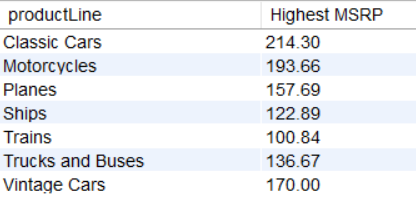 productLine Highest MSRP
Classic Cars 214.30
Motorcycles 193.66
Planes 157.69
Ships 122.89
Trains 100.84
Trucks and Buses 136.67
Vintage Cars 170.00